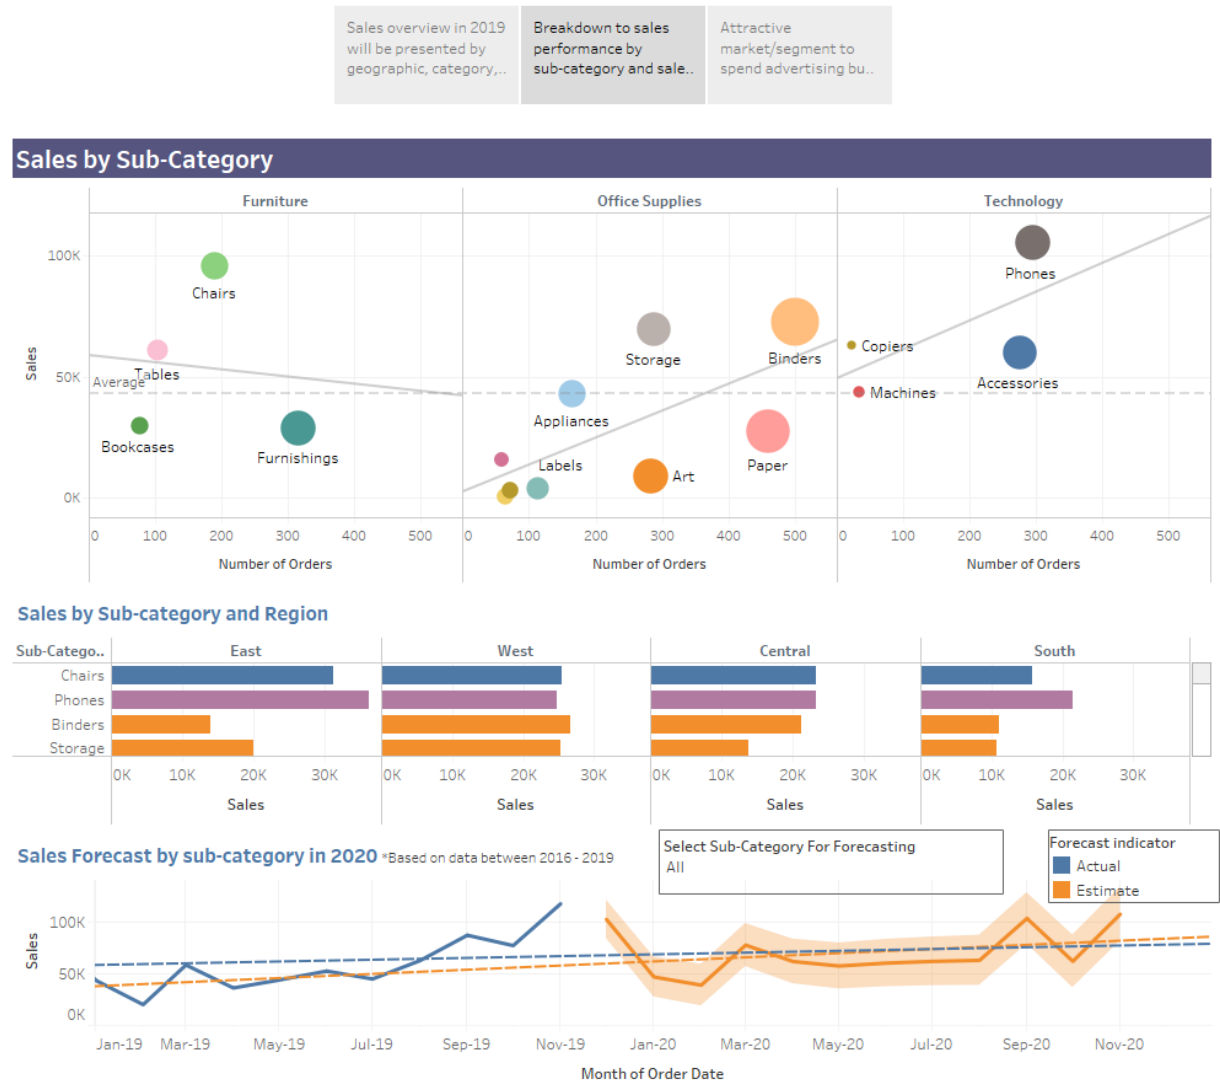 Sales overview in 2019
will be presented by
geographic, category,..
Breakdown to sales
performance by
sub-category and sale..
Attractive
market/segment to
spend advertising bu..
Sales by Sub-Category
Furniture
Office Supplies
Technology
Sales
100K
50K
0K
Chairs
Tables
Average
Bookcases
Furnishings
Storage
Binders
Appliances
Labels
Art
Paper
Phones
Copiers
Accessories
Machines
0 100 200 300 400 500
0 100 200 300 400 500
0 100 200 300 400 500
Number of Orders
Number of Orders
Number of Orders
Sales by Sub-category and Region
Sub-Catego.. East West Central South
Chairs
Phones
Binders
Storage
0K 10K 20K 30K
0K 10K 20K 30K
0K 10K 20K 30K
0K 10K 20K 30K
Sales
Sales
Sales
Sales
Sales Forecast by sub-category in 2020 *Based on data between 2016 - 2019
Select Sub-Category For Forecasting
All
Forecast indicator
Actual
Estimate
Sales
100K
50K
0K
Jan-19 Mar-19 May-19 Jul-19 Sep-19 Nov-19 Jan-20 Mar-20 May-20 Jul-20 Sep-20 Nov-20
Month of Order Date